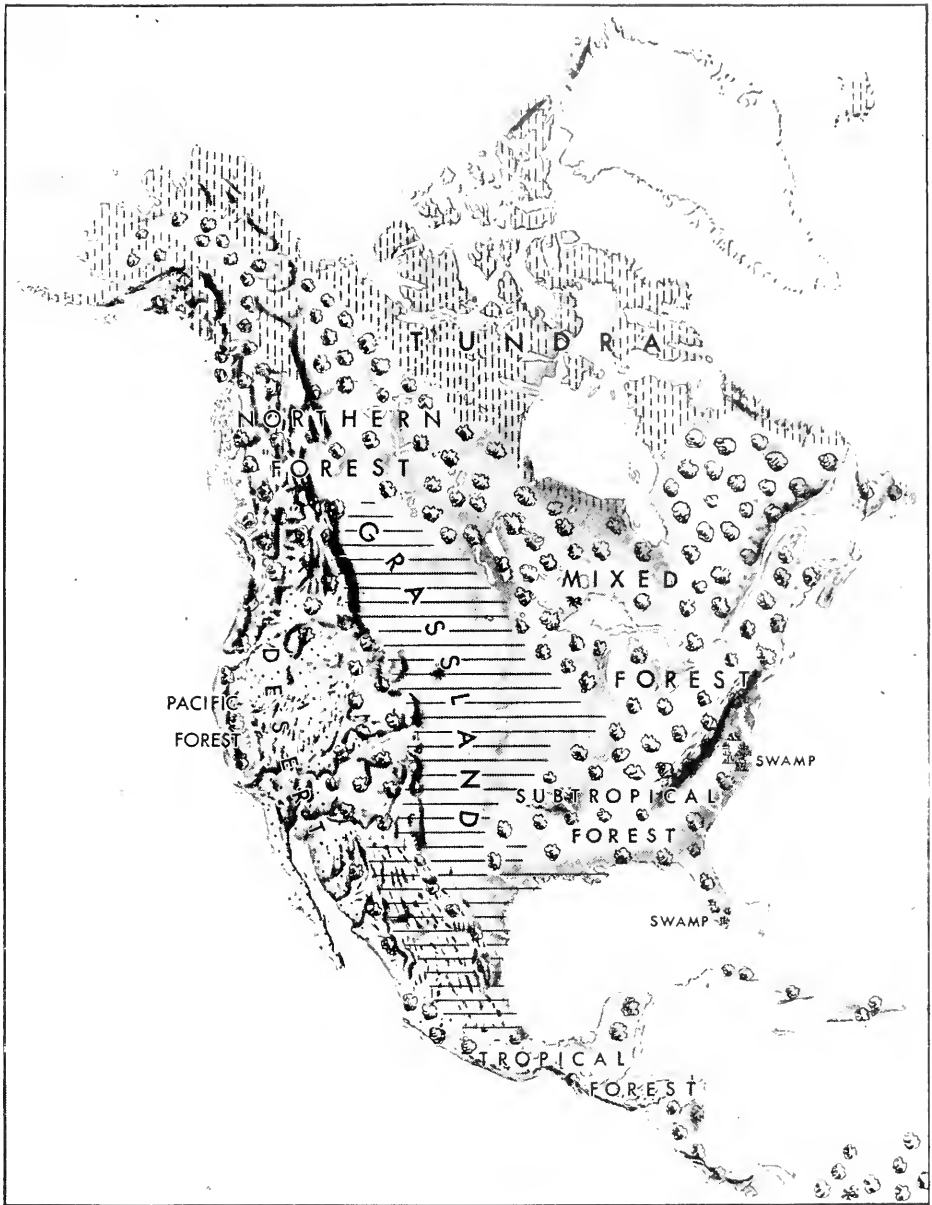 TUNDRA
NORTHERN
FOREST
GRASSLAND
MIXED
FOREST
DESERT
PACIFIC
FOREST
SWAMP
SUBTROPICAL
FOREST
SWAMP
TROPICAL
FOREST